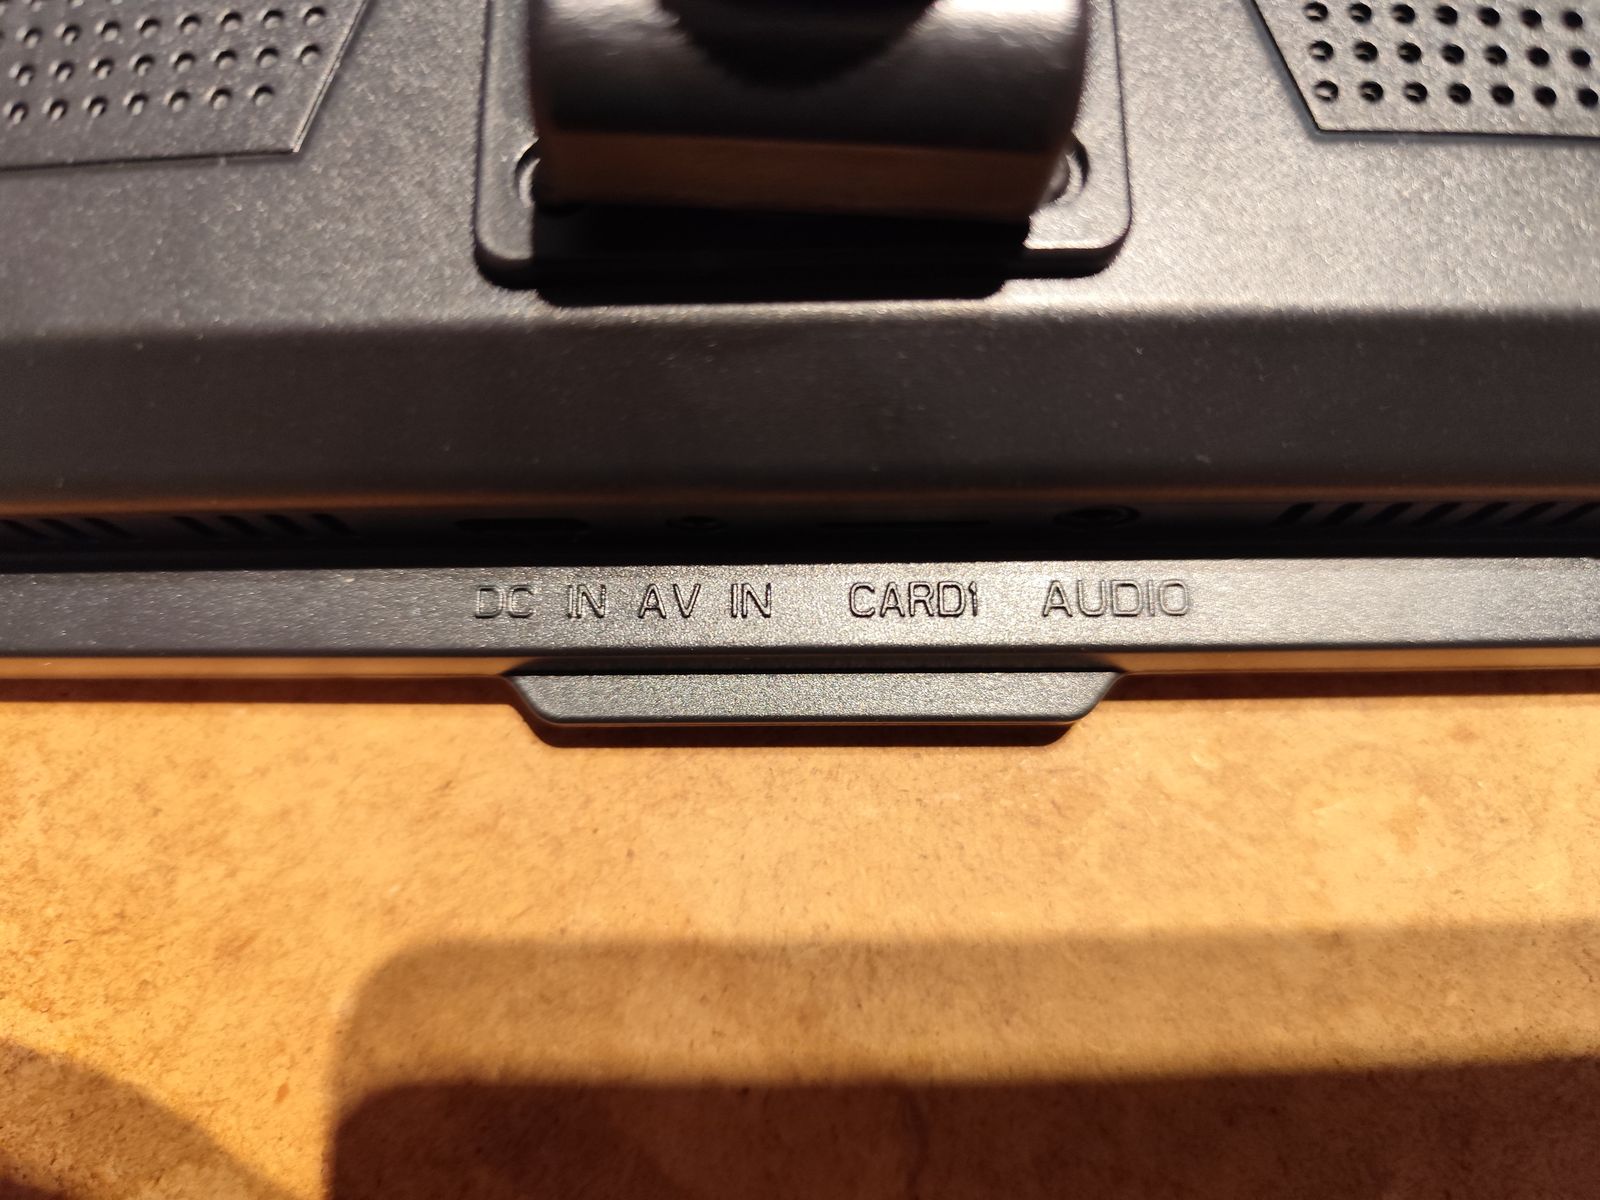 DC IN AV IN CARD1 AUDIO